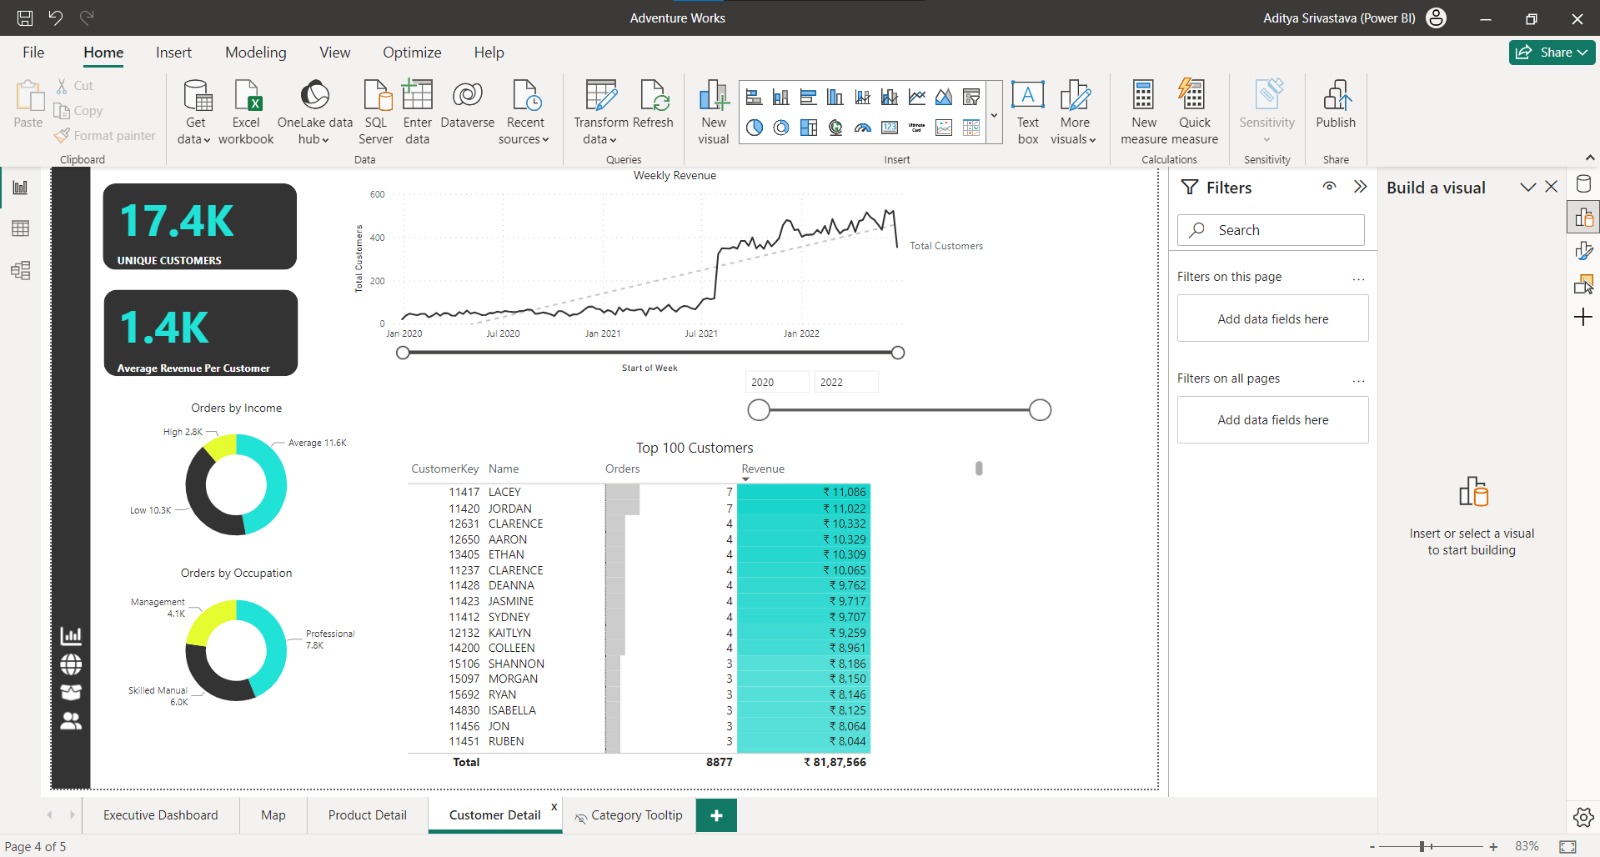 Adventure Works
Aditya Srivastava (Power BI)
File Home Insert Modeling View Optimize Help
Share
Paste
Cut
Copy
Format painter
Clipboard
Get data
Excel workbook
OneLake data hub
SQL Server
Enter data
Dataverse
Recent sources
Data
Transform data
Refresh
Queries
New visual
Text box
More visuals
Insert
New measure
Quick measure
Calculations
Sensitivity
Sensitivity
Publish
Share
17.4K
UNIQUE CUSTOMERS
1.4K
Average Revenue Per Customer
Weekly Revenue
Total Customers
600
400
200
0
Total Customers
Jan 2020 Jul 2020 Jan 2021 Jul 2021 Jan 2022
Start of Week
2020 2022
Orders by Income
High 2.8K
Average 11.6K
Low 10.3K
Orders by Occupation
Management
4.1K
Professional
7.8K
Skilled Manual
6.0K
Top 100 Customers
CustomerKey Name Orders Revenue
11417 LACEY 7 ₹ 11,086
11420 JORDAN 7 ₹ 11,022
12631 CLARENCE 4 ₹ 10,332
12650 AARON 4 ₹ 10,329
13405 ETHAN 4 ₹ 10,309
11237 CLARENCE 4 ₹ 10,065
11428 DEANNA 4 ₹ 9,762
11423 JASMINE 4 ₹ 9,717
11412 SYDNEY 4 ₹ 9,707
12132 KAITLYN 4 ₹ 9,259
14200 COLLEEN 4 ₹ 8,961
15106 SHANNON 3 ₹ 8,186
15097 MORGAN 3 ₹ 8,150
15692 RYAN 3 ₹ 8,146
14830 ISABELLA 3 ₹ 8,125
11456 JON 3 ₹ 8,064
11451 RUBEN 3 ₹ 8,044
Total 8877 ₹ 81,87,566
Filters
Search
Filters on this page ...
Add data fields here
Filters on all pages ...
Add data fields here
Build a visual
Insert or select a visual
to start building
Executive Dashboard Map Product Detail Customer Detail x Category Tooltip +
Page 4 of 5
- + 83%